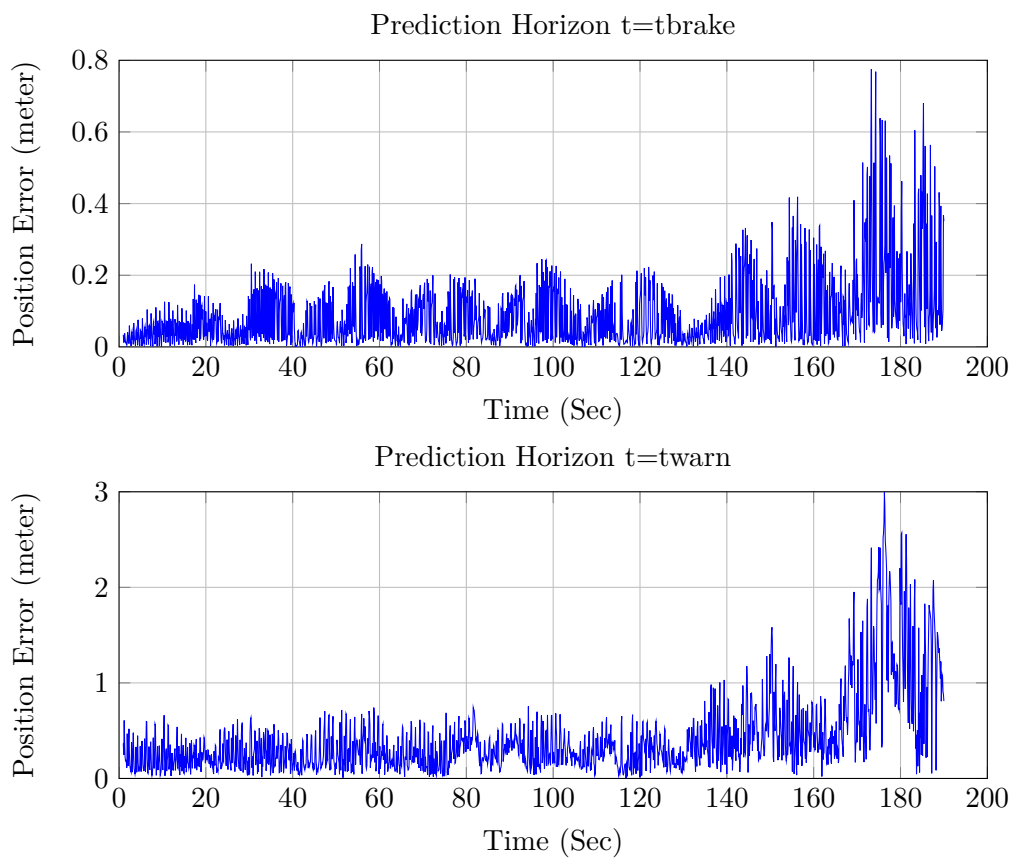 Prediction Horizon t=tbrake
Position Error (meter)
0.8
0.6
0.4
0.2
0
0 20 40 60 80 100 120 140 160 180 200
Time (Sec)
Prediction Horizon t=twarn
Position Error (meter)
3
2
1
0
0 20 40 60 80 100 120 140 160 180 200
Time (Sec)